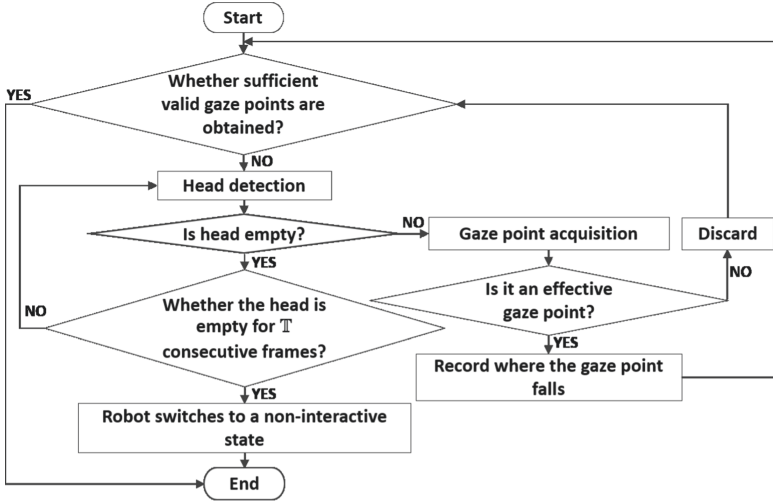 Start
Whether sufficient
valid gaze points are
obtained?
YES
NO
Head detection
Is head empty?
NO
Gaze point acquisition
Discard
YES
NO
Is it an effective
gaze point?
NO
Whether the head is
empty for 𝕋
consecutive frames?
YES
Record where the gaze point
falls
YES
Robot switches to a non-interactive
state
End